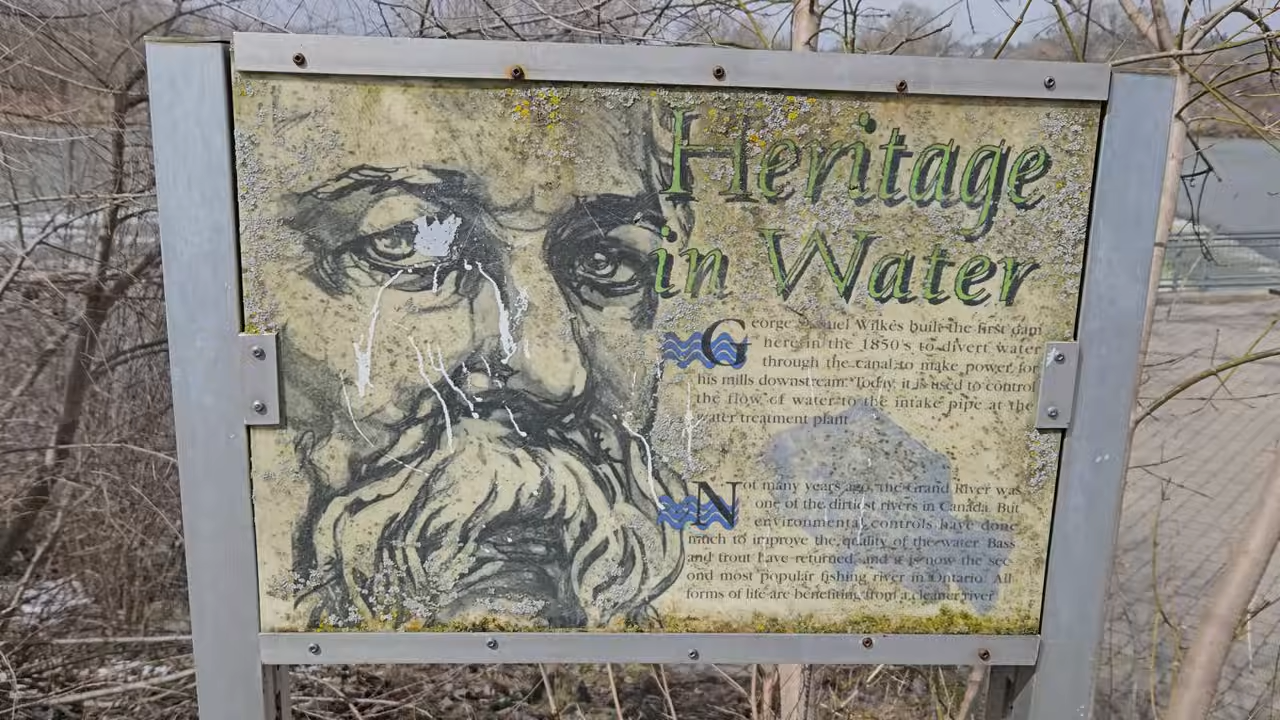 Heritage
in Water
George uel Wilkes built the first dam
here in the 1850's to divert water
through the canal to make power for
his mills downstream. Today, it is used to control
the flow of water to the intake pipe at the
water treatment plant
Not many years ago, the Grand River was
one of the dirtiest rivers in Canada. But
environmental controls have done
much to improve the quality of the water. Bass
and trout have returned, and it is now the sec-
ond most popular fishing river in Ontario. All
forms of life are benefiting from a cleaner river